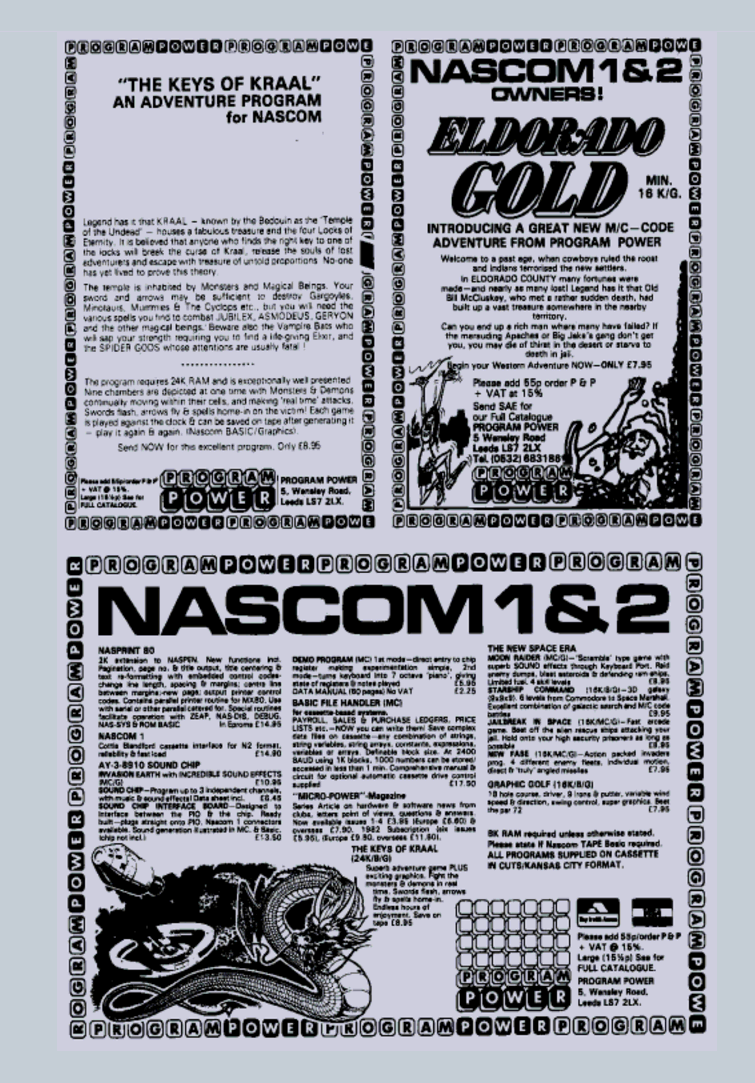 PROGRAMPOWERPROGRAMPOWE
"THE KEYS OF KRAAL"
AN ADVENTURE PROGRAM
for NASCOM
Legend has it that KRAAL – known by the Bedouin as the 'Temple
of the Undead' – houses a fabulous treasure and the four Locks of
Eternity. It is believed that anyone who finds the right key to one of
the locks will break the curse of Kraal, release the souls of lost
adventurers and escape with treasure of untold proportions. No-one
has yet lived to prove this theory.
The temple is inhabited by Monsters and Magical Beings. Your
sword and arrows may be sufficient to destroy Gargoyles,
Minotaurs, Mummies & The Cyclops etc., but you will need the
various spells you find to combat JUBILEX, ASMODEUS, GERYON
and the other magical beings. Beware also the Vampire Bats who
will sap your strength requiring you to find a life-giving Elixir, and
the SPIDER GODS whose attentions are usually fatal !
The program requires 24K RAM and is exceptionally well presented.
Nine chambers are depicted at one time with Monsters & Demons
continually moving within their cells, and making 'real time' attacks.
Swords flash, arrows fly & spells home-in on the victim! Each game
is played against the clock & can be saved on tape after generating it
– play it again & again. (Nascom BASIC/Graphics).
Send NOW for this excellent program. Only £8.95
Please add 55p/order P & P
+ VAT @ 15%.
Large (15½p) Sae for
FULL CATALOGUE.
PROGRAM
POWER
PROGRAM POWER
5, Wensley Road,
Leeds LS7 2LX.
PROGRAMPOWERPROGRAMPOWE
PROGRAMPOWERPROGRAMPOWE
NASCOM 1 & 2
OWNERS!
ELDORADO
GOLD
MIN.
16 K/G.
INTRODUCING A GREAT NEW M/C–CODE
ADVENTURE FROM PROGRAM POWER
Welcome to a past age, when cowboys ruled the roost
and indians terrorised the new settlers.
In ELDORADO COUNTY many fortunes were
made—and nearly as many lost! Legend has it that Old
Bill McCluskey, who met a rather sudden death, had
built up a vast treasure somewhere in the nearby
territory.
Can you end up a rich man where many have failed? If
the merauding Apaches or Big Jake's gang don't get
you, you may die of thirst in the desert or starve to
death in jail.
Begin your Western Adventure NOW—ONLY £7.95
Please add 55p order P & P
+ VAT at 15%
Send SAE for
our Full Catalogue
PROGRAM POWER
5 Wensley Road
Leeds LS7 2LX
Tel. (0532) 683186
PROGRAM
POWER
PROGRAMPOWERPROGRAMPOWE
PROGRAMPOWERPROGRAMPOWERPROGRAM
NASCOM 1 & 2
NASPRINT 80
2K extension to NASPEN. New functions incl.
Pagination, page no. & title output, title centering &
text re-formatting with embedded control codes-
change line length, spacing & margins; centre line
between margins; new page; output printer control
codes. Contains parallel printer routine for MX80. Use
with serial or other parallel catered for. Special routines
facilitate operation with ZEAP, NAS-DIS, DEBUG,
NAS-SYS & ROM BASIC In Eprom £14.95
NASCOM 1
Cottis Blandford cassette interface for N2 format,
reliability & fast load £14.90
AY-3-8910 SOUND CHIP
INVASION EARTH with INCREDIBLE SOUND EFFECTS
(MC/G) £10.95
SOUND CHIP—Program up to 3 independent channels,
with music & sound effects! Data sheet incl. £6.45
SOUND CHIP INTERFACE BOARD—Designed to
interface between the PIO & the chip. Ready
built—plugs straight onto PIO. Nascom 1 connectors
available. Sound generation illustrated in MC. & Basic.
(chip not incl.) £13.50
DEMO PROGRAM (MC) 1st mode—direct entry to chip
register making experimentation simple, 2nd
mode—turns keyboard into 7 octave 'piano', giving
state of registers & notes played £5.95
DATA MANUAL (60 pages) No VAT £2.25
BASIC FILE HANDLER (MC)
for cassette-based systems.
PAYROLL, SALES & PURCHASE LEDGERS, PRICE
LISTS etc.—NOW you can write them! Save complex
data files on cassette—any combination of strings,
string variables, string arrays, constants, expressions,
variables or arrays. Definable block size. At 2400
BAUD using 1K blocks, 1000 numbers can be stored/
accessed in less than 1 min. Comprehensive manual &
circuit for optional automatic cassette drive control
supplied £17.50
"MICRO-POWER"-Magazine
Series Article on hardware & software news from
clubs, letters point of views, questions & answers.
Now available issues 1-4 £3.95 (Europe £6.60) &
overseas £7.90. 1982 Subscription (six issues
£5.95), (Europe £9.90, overseas £11.80).
THE KEYS OF KRAAL
(24K/B/G)
Superb adventure game PLUS
exciting graphics. Fight the
monsters & demons in real
time. Swords flash, arrows
fly & spells home-in.
Endless hours of
enjoyment. Save on
tape £8.95
THE NEW SPACE ERA
MOON RAIDER (MC/G)—'Scramble' type game with
superb SOUND effects through Keyboard Port. Raid
enemy dumps, blast asteroids & defending ram-ships.
Limited fuel, 4 skill levels £8.95
STARSHIP COMMAND (16K/B/G)—3D galaxy
(9x9x9). 6 levels from Commodore to Space Marshall.
Excellent combination of galactic search and M/C code
battles £9.95
JAILBREAK IN SPACE (16K/MC/G)—Fast arcade
game. Beat off the alien rescue ships attacking your
jail. Hold onto your high security prisoners as long as
possible £8.95
NEW FASE (16K/MC/G)—Action packed invaders
prog. 4 different enemy fleets, individual motion,
direct & 'truly' angled missiles £7.95
GRAPHIC GOLF (16K/B/G)
18 hole course, driver, 9 irons & putter, variable wind
speed & direction, swing control, super graphics. Beat
the par 72 £7.95
8K RAM required unless otherwise stated.
Please state if Nascom TAPE Basic required.
ALL PROGRAMS SUPPLIED ON CASSETTE
IN CUTS/KANSAS CITY FORMAT.
Please add 55p/order P & P
+ VAT @ 15%.
Large (15½p) Sae for
FULL CATALOGUE.
PROGRAM POWER
5, Wensley Road,
Leeds LS7 2LX.
PROGRAM
POWER